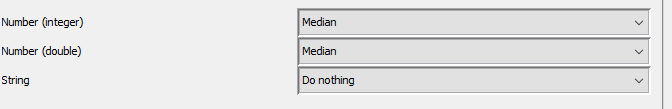 Number (integer) Median
Number (double) Median
String Do nothing